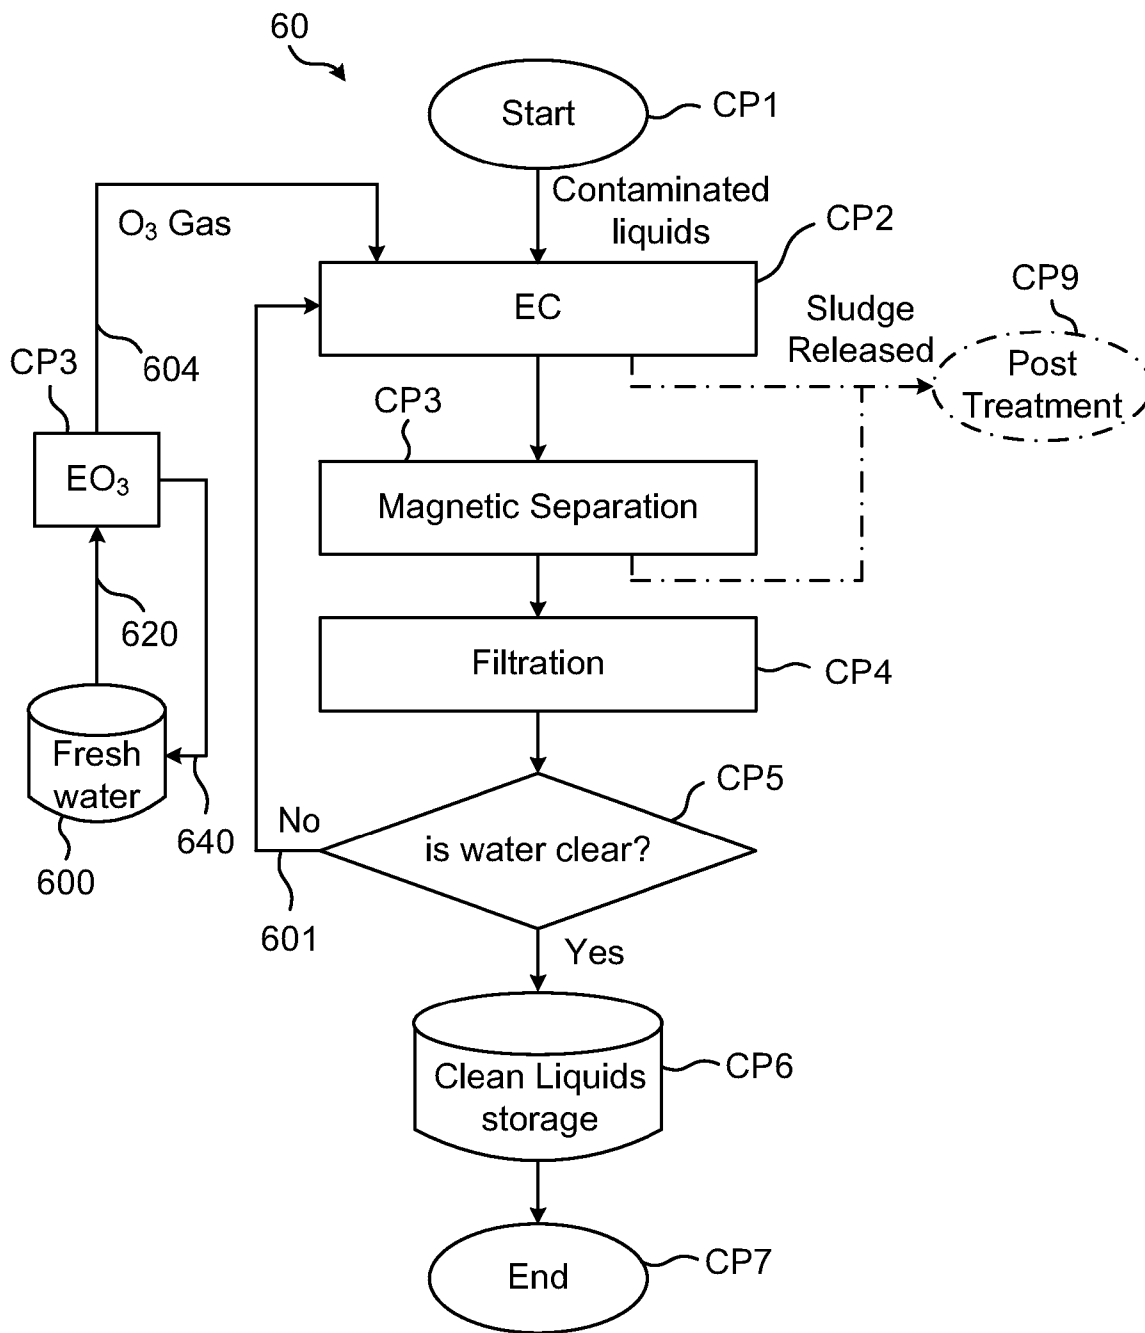 60
Start
CP1
Contaminated
liquids
O₃ Gas
CP2
EC
CP9
Sludge
Released
Post
Treatment
604
CP3
EO₃
CP3
Magnetic Separation
620
Filtration
CP4
Fresh
water
640
600
CP5
No
is water clear?
601
Yes
Clean Liquids
storage
CP6
End
CP7